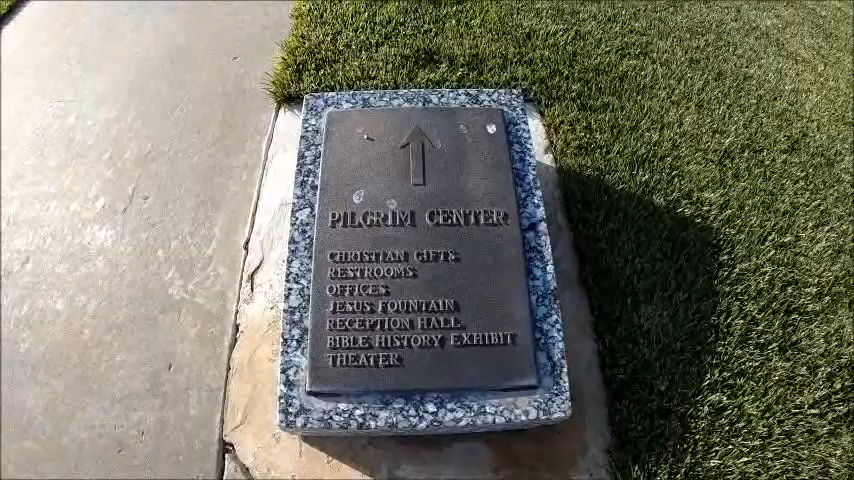 PILGRIM CENTER
CHRISTIAN GIFTS
RESTROOMS
OFFICES
JESUS FOUNTAIN
RECEPTION HALL
BIBLE HISTORY EXHIBIT
THEATER